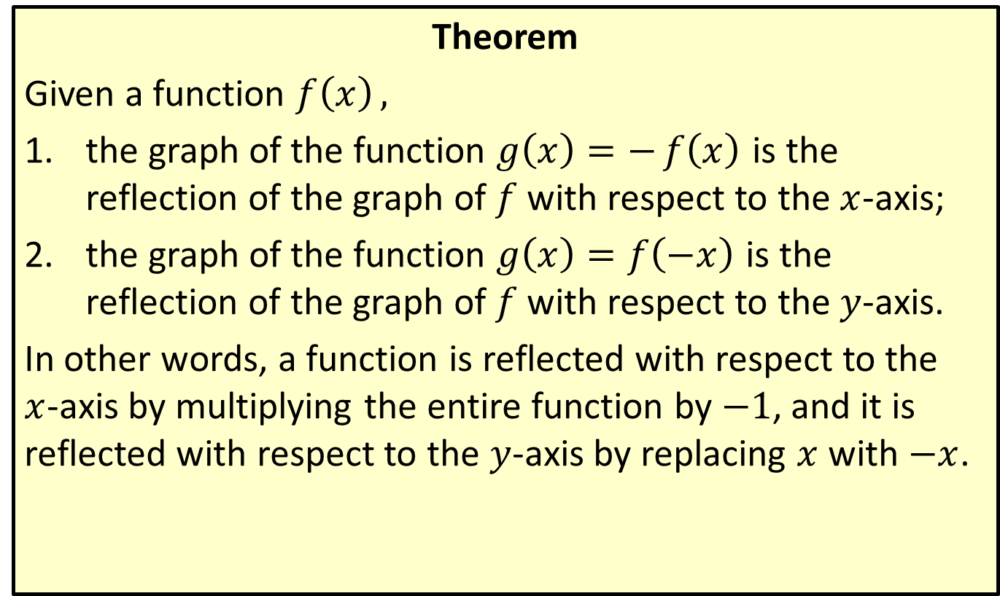 Theorem
Given a function f(x),
1. the graph of the function g(x) = −f(x) is the
reflection of the graph of f with respect to the x-axis;
2. the graph of the function g(x) = f(−x) is the
reflection of the graph of f with respect to the y-axis.
In other words, a function is reflected with respect to the
x-axis by multiplying the entire function by −1, and it is
reflected with respect to the y-axis by replacing x with −x.